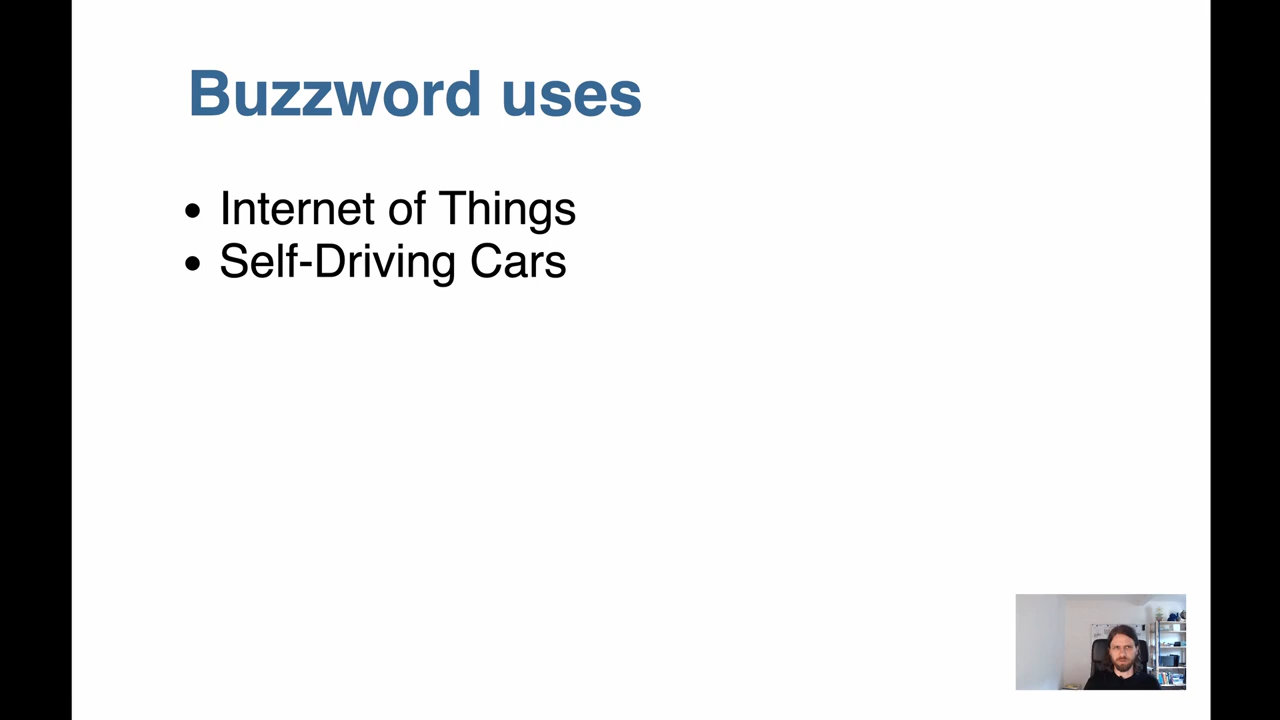 Buzzword uses
• Internet of Things
• Self-Driving Cars